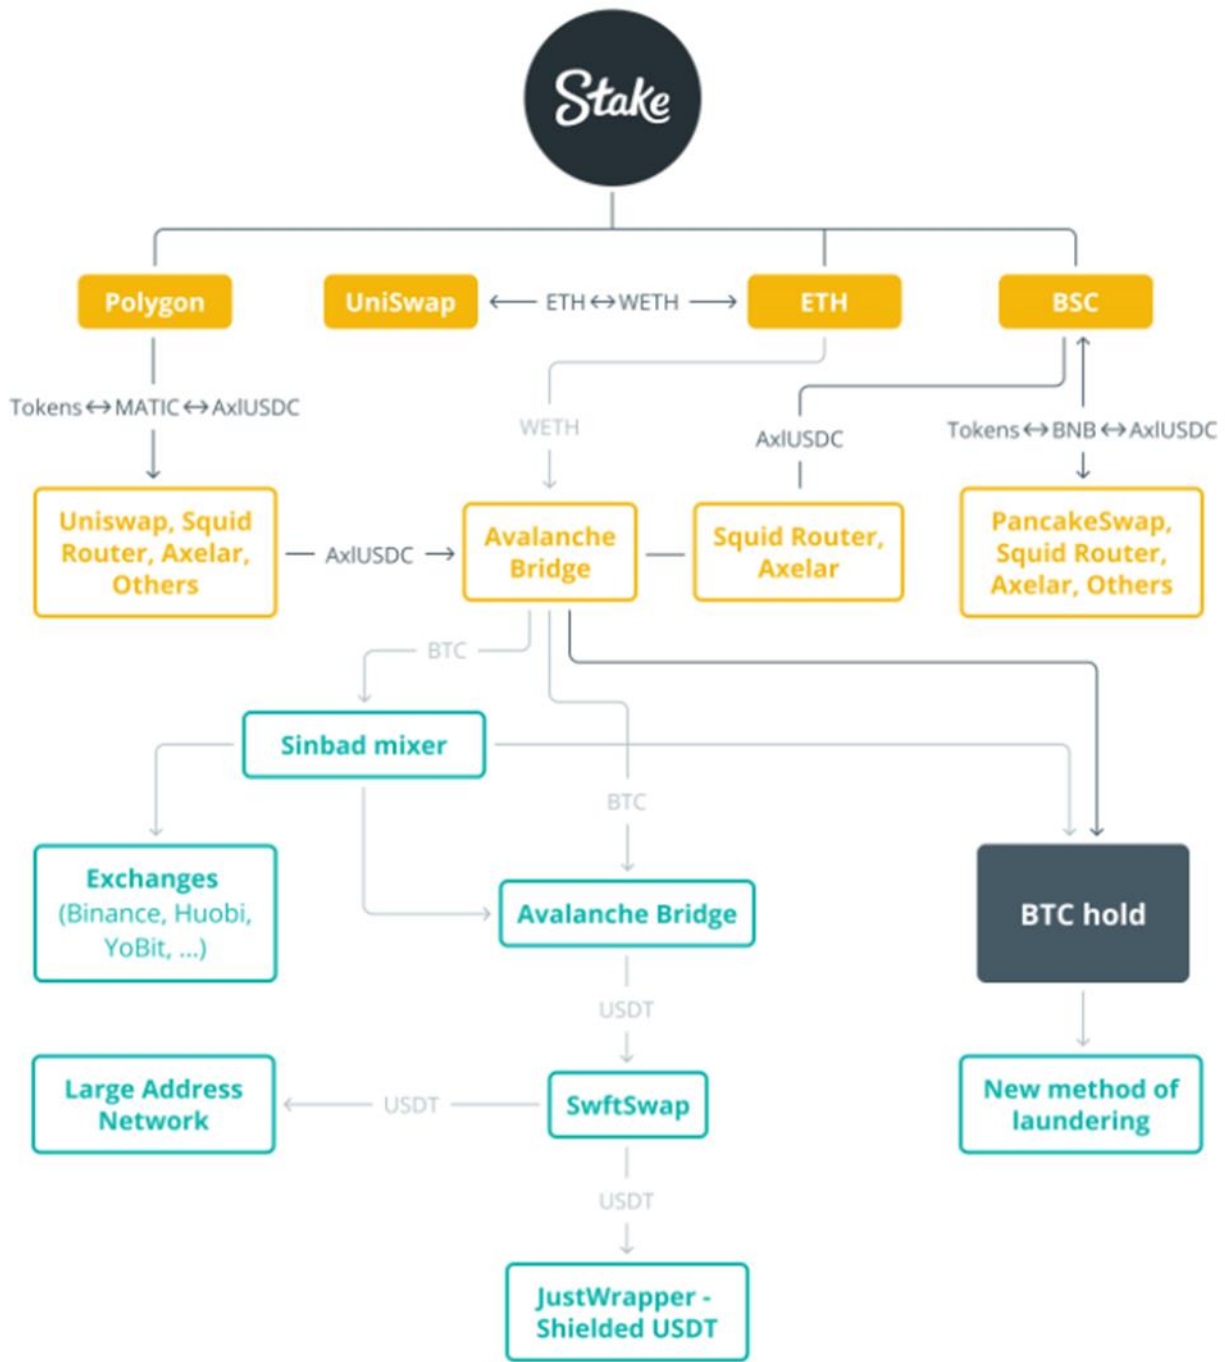 Stake
Polygon
UniSwap
ETH↔WETH
ETH
BSC
Tokens↔MATIC↔AxlUSDC
WETH
AxlUSDC
Tokens↔BNB↔AxlUSDC
Uniswap, Squid
Router, Axelar,
Others
AxlUSDC
Avalanche
Bridge
Squid Router,
Axelar
PancakeSwap,
Squid Router,
Axelar, Others
BTC
Sinbad mixer
BTC
Exchanges
(Binance, Huobi,
YoBit, ...)
Avalanche Bridge
BTC hold
USDT
Large Address
Network
USDT
SwftSwap
New method of
laundering
USDT
JustWrapper -
Shielded USDT